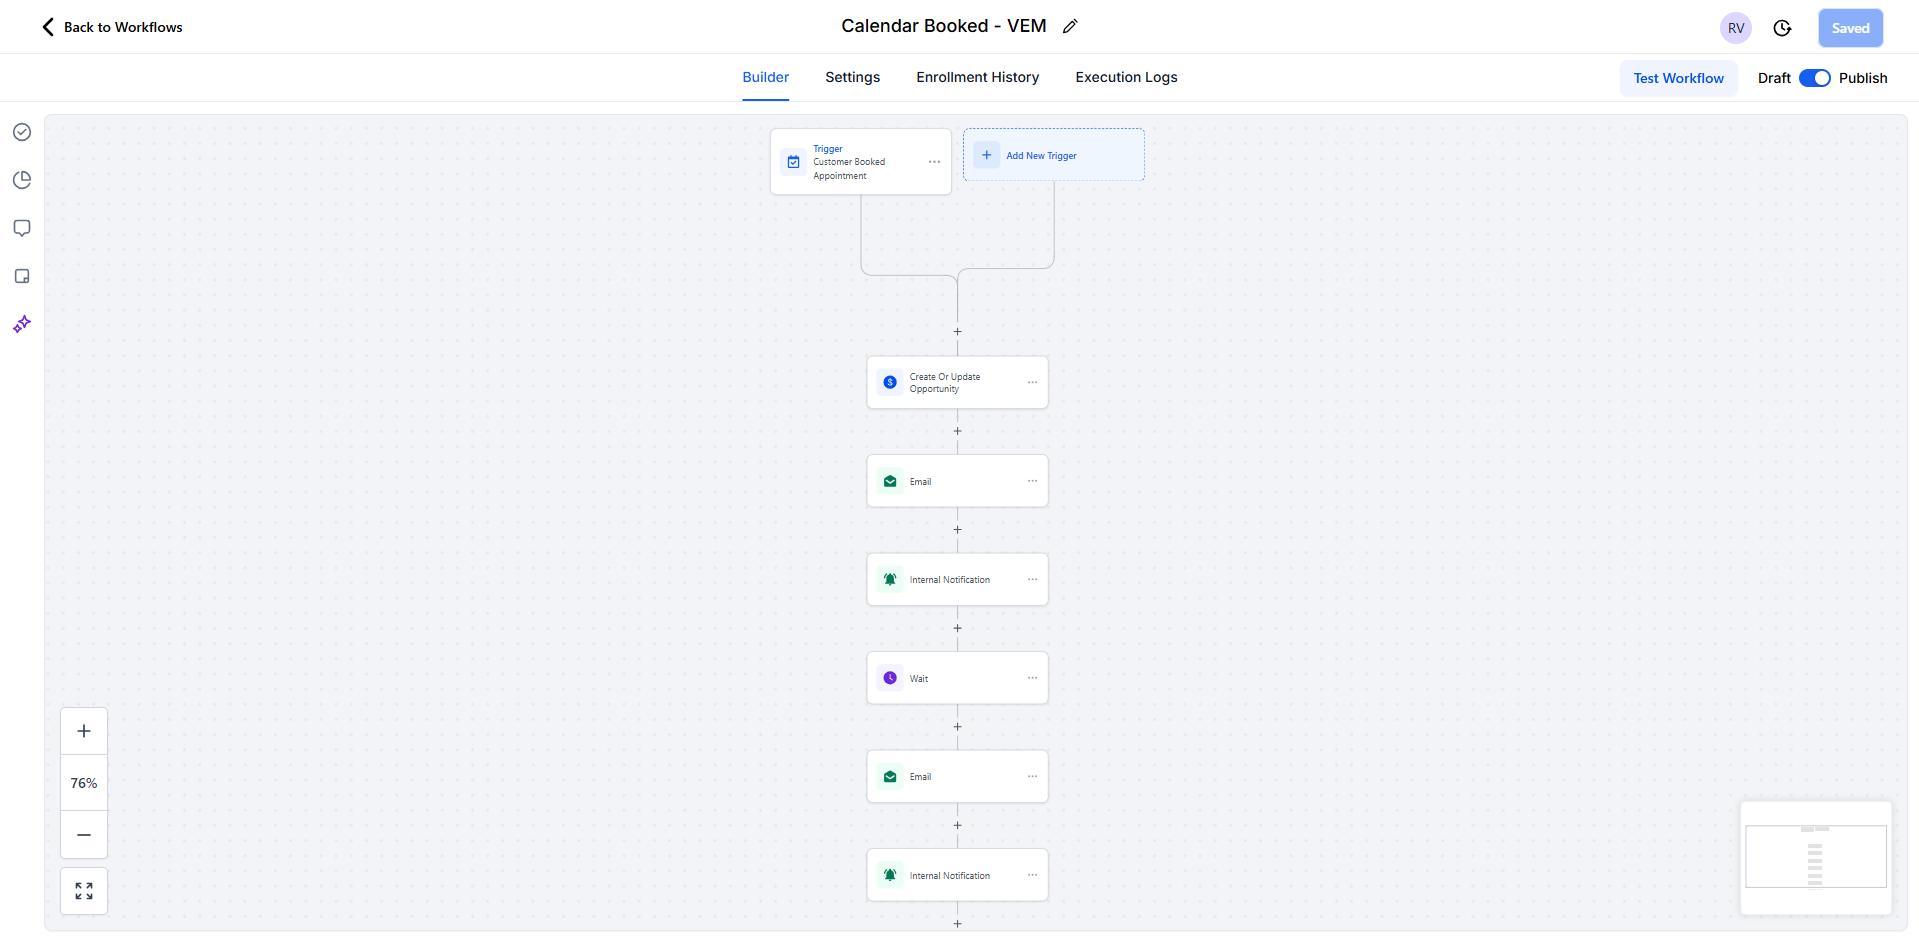 Back to Workflows
Calendar Booked - VEM
RV
Saved
Builder
Settings
Enrollment History
Execution Logs
Test Workflow
Draft
Publish
Trigger
Customer Booked
Appointment
Add New Trigger
Create Or Update
Opportunity
Email
Internal Notification
Wait
Email
Internal Notification
76%